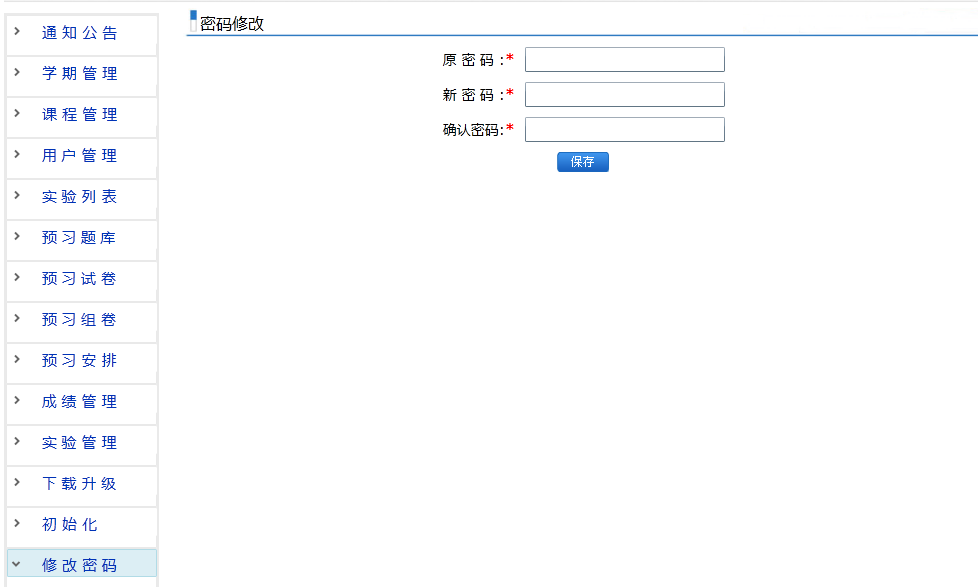 通知公告
学期管理
课程管理
用户管理
实验列表
预习题库
预习试卷
预习组卷
预习安排
成绩管理
实验管理
下载升级
初始化
修改密码
密码修改
原 密 码 :*
新 密 码 :*
确认密码:*
保存